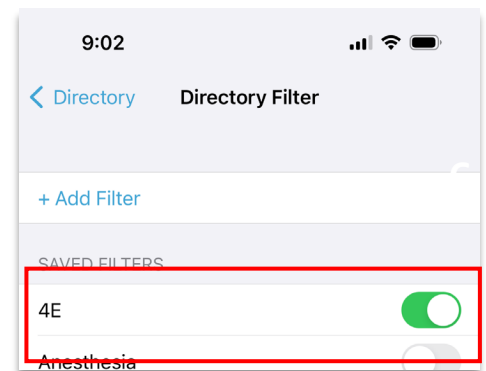 9:02
Directory Directory Filter
+ Add Filter
SAVED FILTERS
4E
Anesthesia